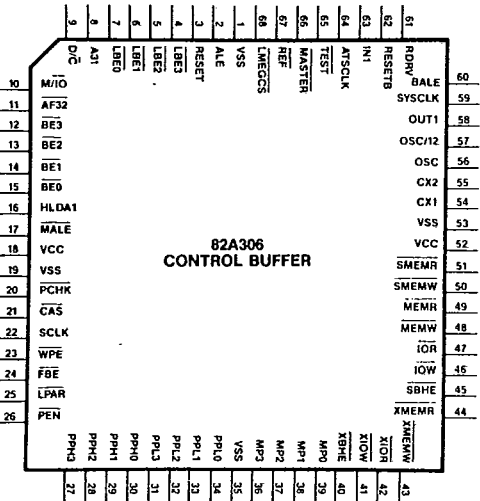 9 8 7 6 5 4 3 2 1 68 67 66 65 64 63 62 61
D/C A31 LBE0 LBE1 LBE2 LBE3 RESET ALE VSS LMEGCS REF MASTER TEST ATSCLK IN1 RESETB RDRV
10 M/IO
11 AF32
12 BE3
13 BE2
14 BE1
15 BE0
16 HLDA1
17 MALE
18 VCC
19 VSS
20 PCHK
21 CAS
22 SCLK
23 WPE
24 FBE
25 LPAR
26 PEN
82A306
CONTROL BUFFER
BALE 60
SYSCLK 59
OUT1 58
OSC/12 57
OSC 56
CX2 55
CX1 54
VSS 53
VCC 52
SMEMR 51
SMEMW 50
MEMR 49
MEMW 48
IOR 47
IOW 46
SBHE 45
XMEMR 44
PPH3 PPH2 PPH1 PPH0 PPL3 PPL2 PPL1 PPL0 VSS MP3 MP2 MP1 MP0 XBHE XIOW XIOR XMEMW
27 28 29 30 31 32 33 34 35 36 37 38 39 40 41 42 43